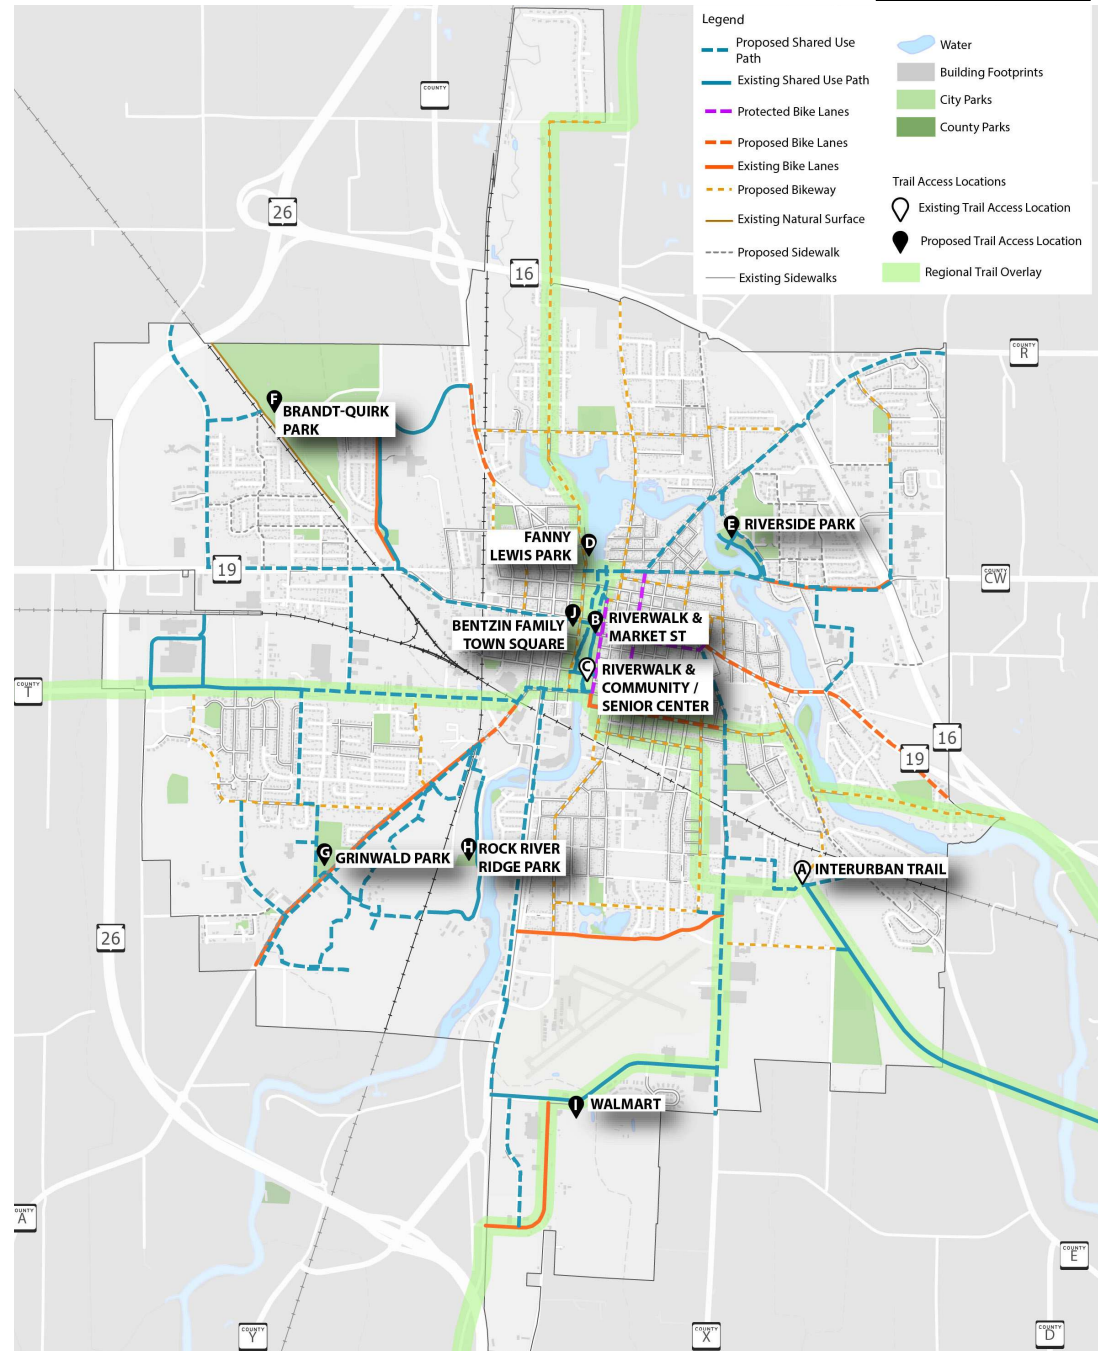 Legend
Proposed Shared Use
Path
Existing Shared Use Path
Protected Bike Lanes
Proposed Bike Lanes
Existing Bike Lanes
Proposed Bikeway
Existing Natural Surface
Proposed Sidewalk
Existing Sidewalks
Water
Building Footprints
City Parks
County Parks
Trail Access Locations
Existing Trail Access Location
Proposed Trail Access Location
Regional Trail Overlay
COUNTY
26
16
COUNTY
R
F
BRANDT-QUIRK
PARK
E
RIVERSIDE PARK
FANNY
LEWIS PARK
D
19
COUNTY
CW
J
BENTZIN FAMILY
TOWN SQUARE
B
RIVERWALK &
MARKET ST
C
RIVERWALK &
COMMUNITY /
SENIOR CENTER
COUNTY
T
16
19
G
GRINWALD PARK
H
ROCK RIVER
RIDGE PARK
A
INTERURBAN TRAIL
26
I
WALMART
OUNTY
A
COUNTY
E
COUNTY
Y
COUNTY
X
COUNTY
D